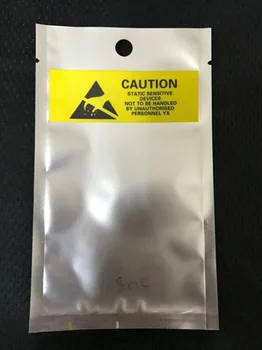 CAUTION
STATIC SENSITIVE
DEVICES
NOT TO BE HANDLED
BY UNAUTHORISED
PERSONNEL YX